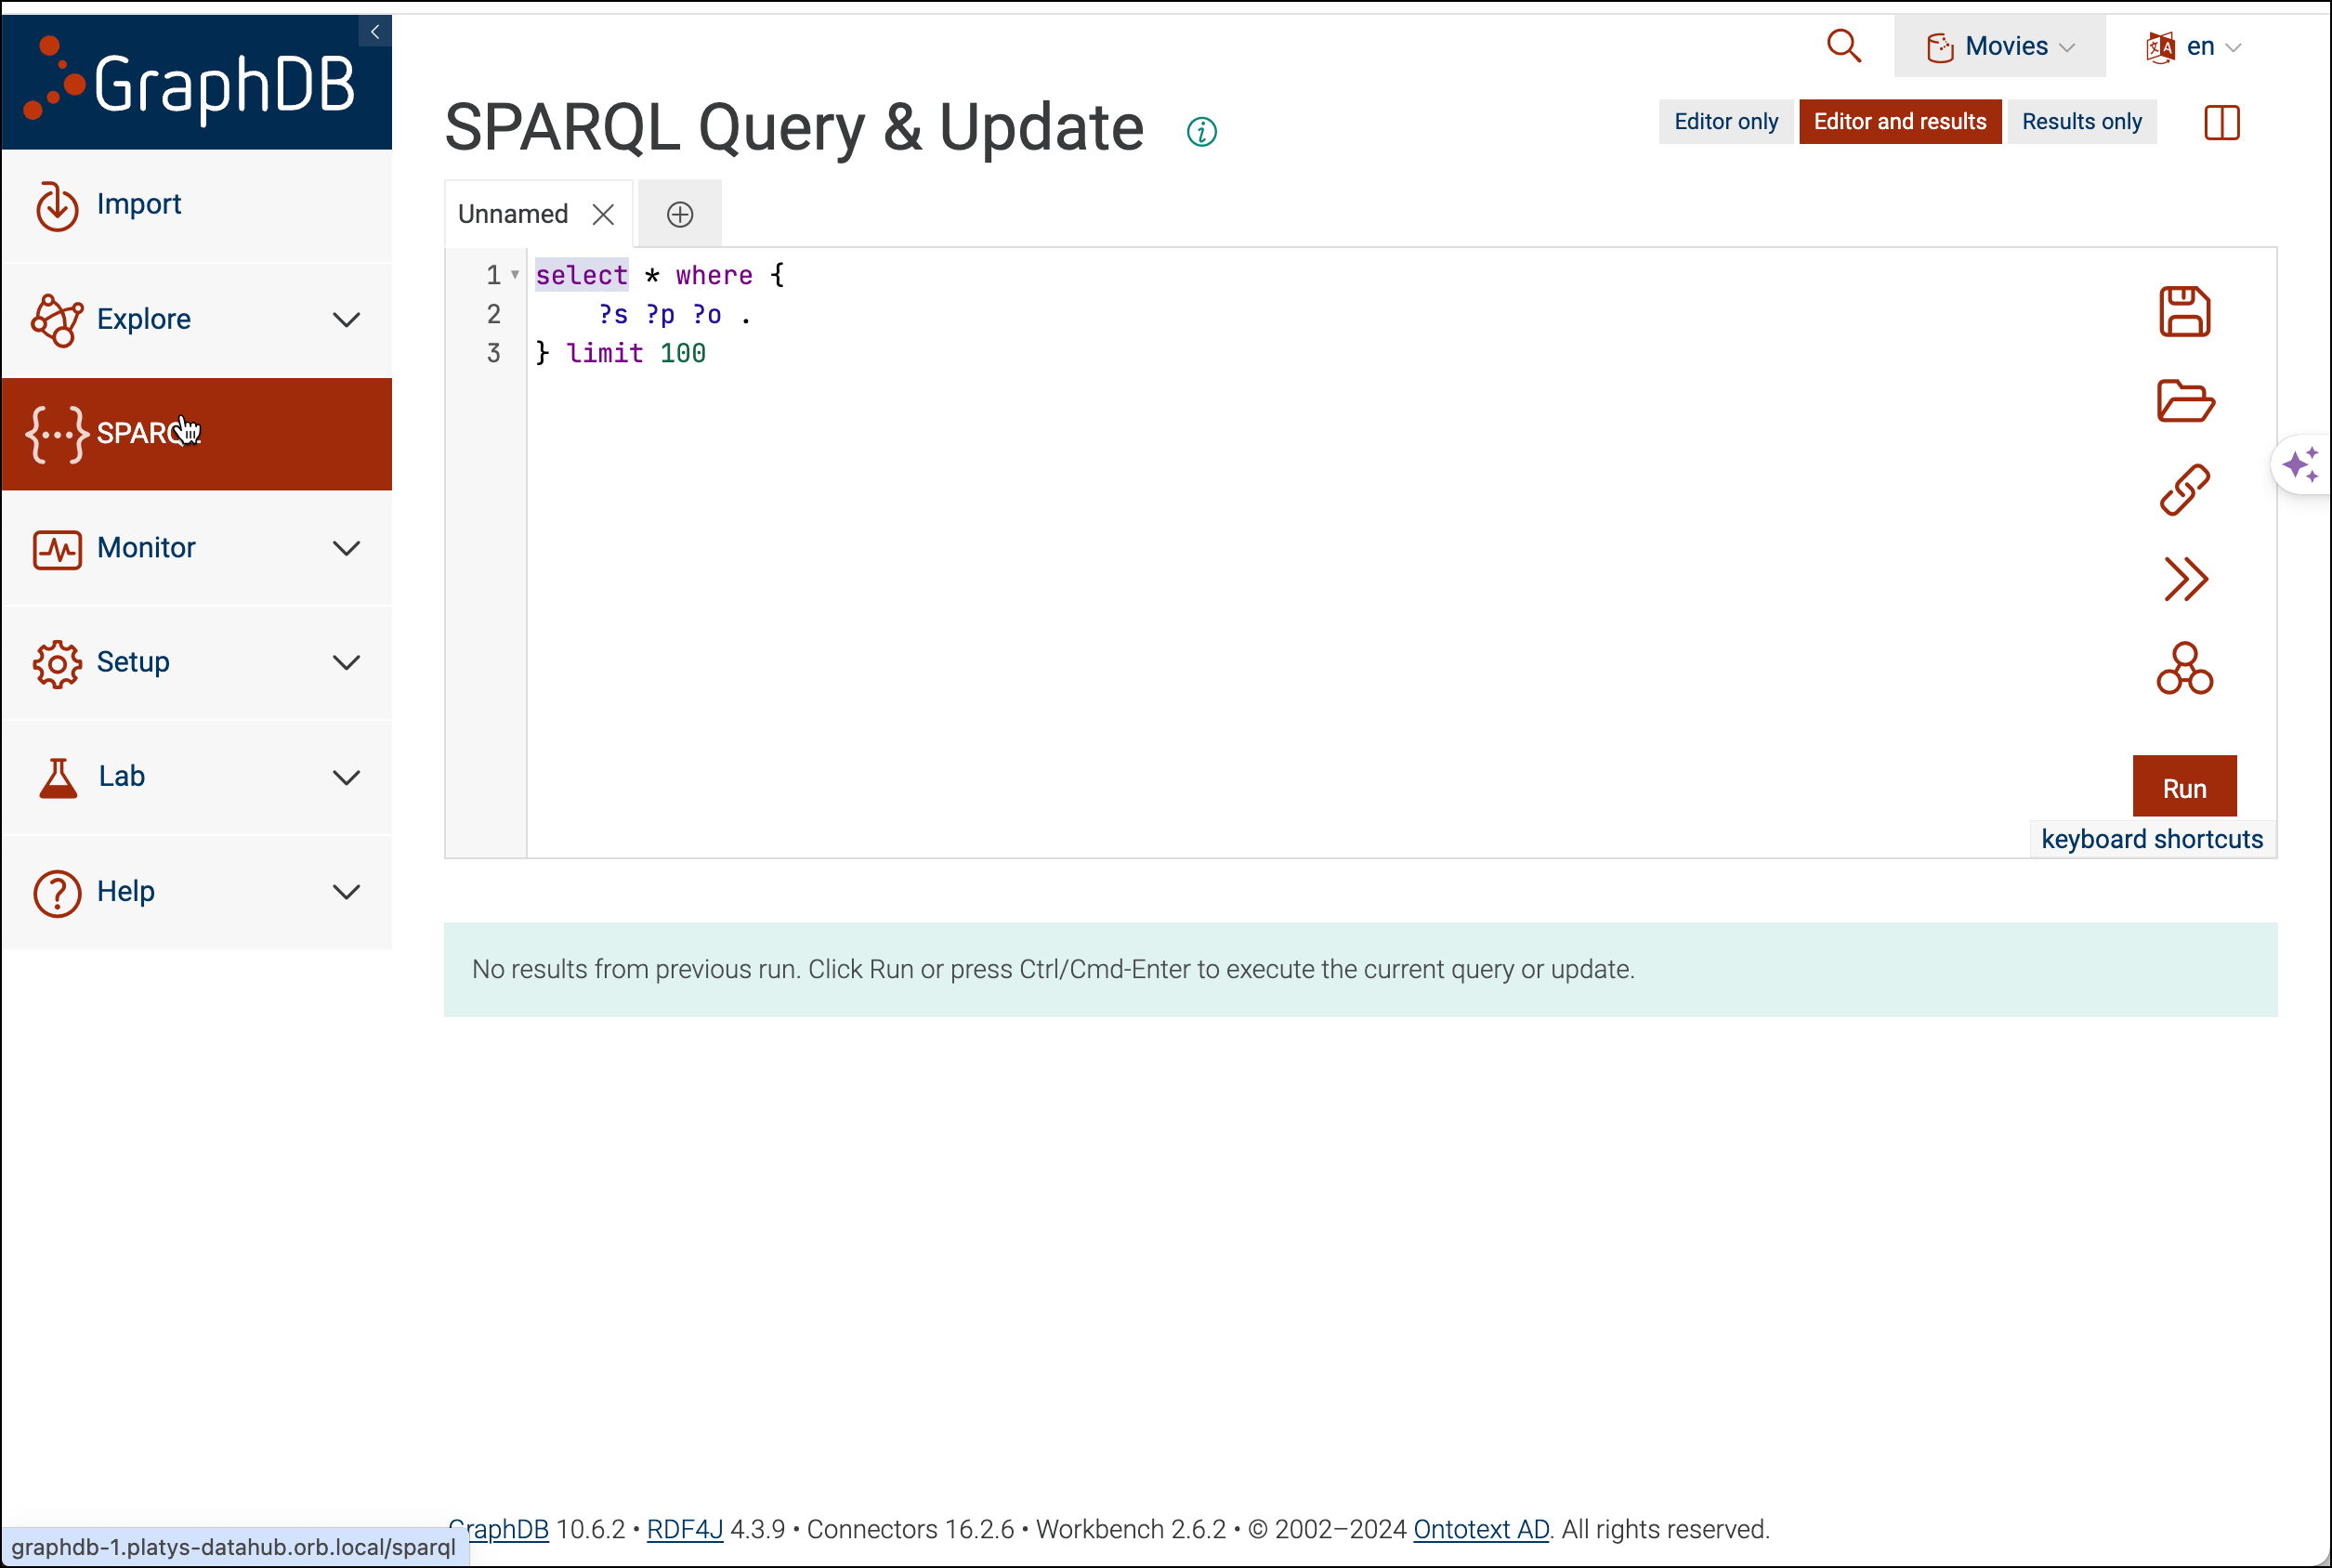 GraphDB
Movies
en
SPARQL Query & Update
Editor only
Editor and results
Results only
Import
Explore
SPARQL
Monitor
Setup
Lab
Help
Unnamed
1 select * where {
2 ?s ?p ?o .
3 } limit 100
Run
keyboard shortcuts
No results from previous run. Click Run or press Ctrl/Cmd-Enter to execute the current query or update.
GraphDB 10.6.2 • RDF4J 4.3.9 • Connectors 16.2.6 • Workbench 2.6.2 • © 2002–2024 Ontotext AD. All rights reserved.
graphdb-1.platys-datahub.orb.local/sparql